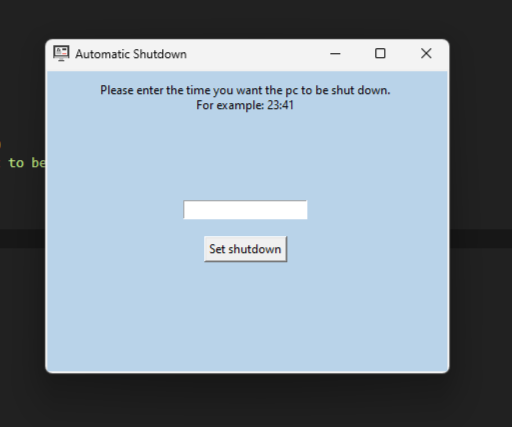 Automatic Shutdown
Please enter the time you want the pc to be shut down.
For example: 23:41
to be
Set shutdown